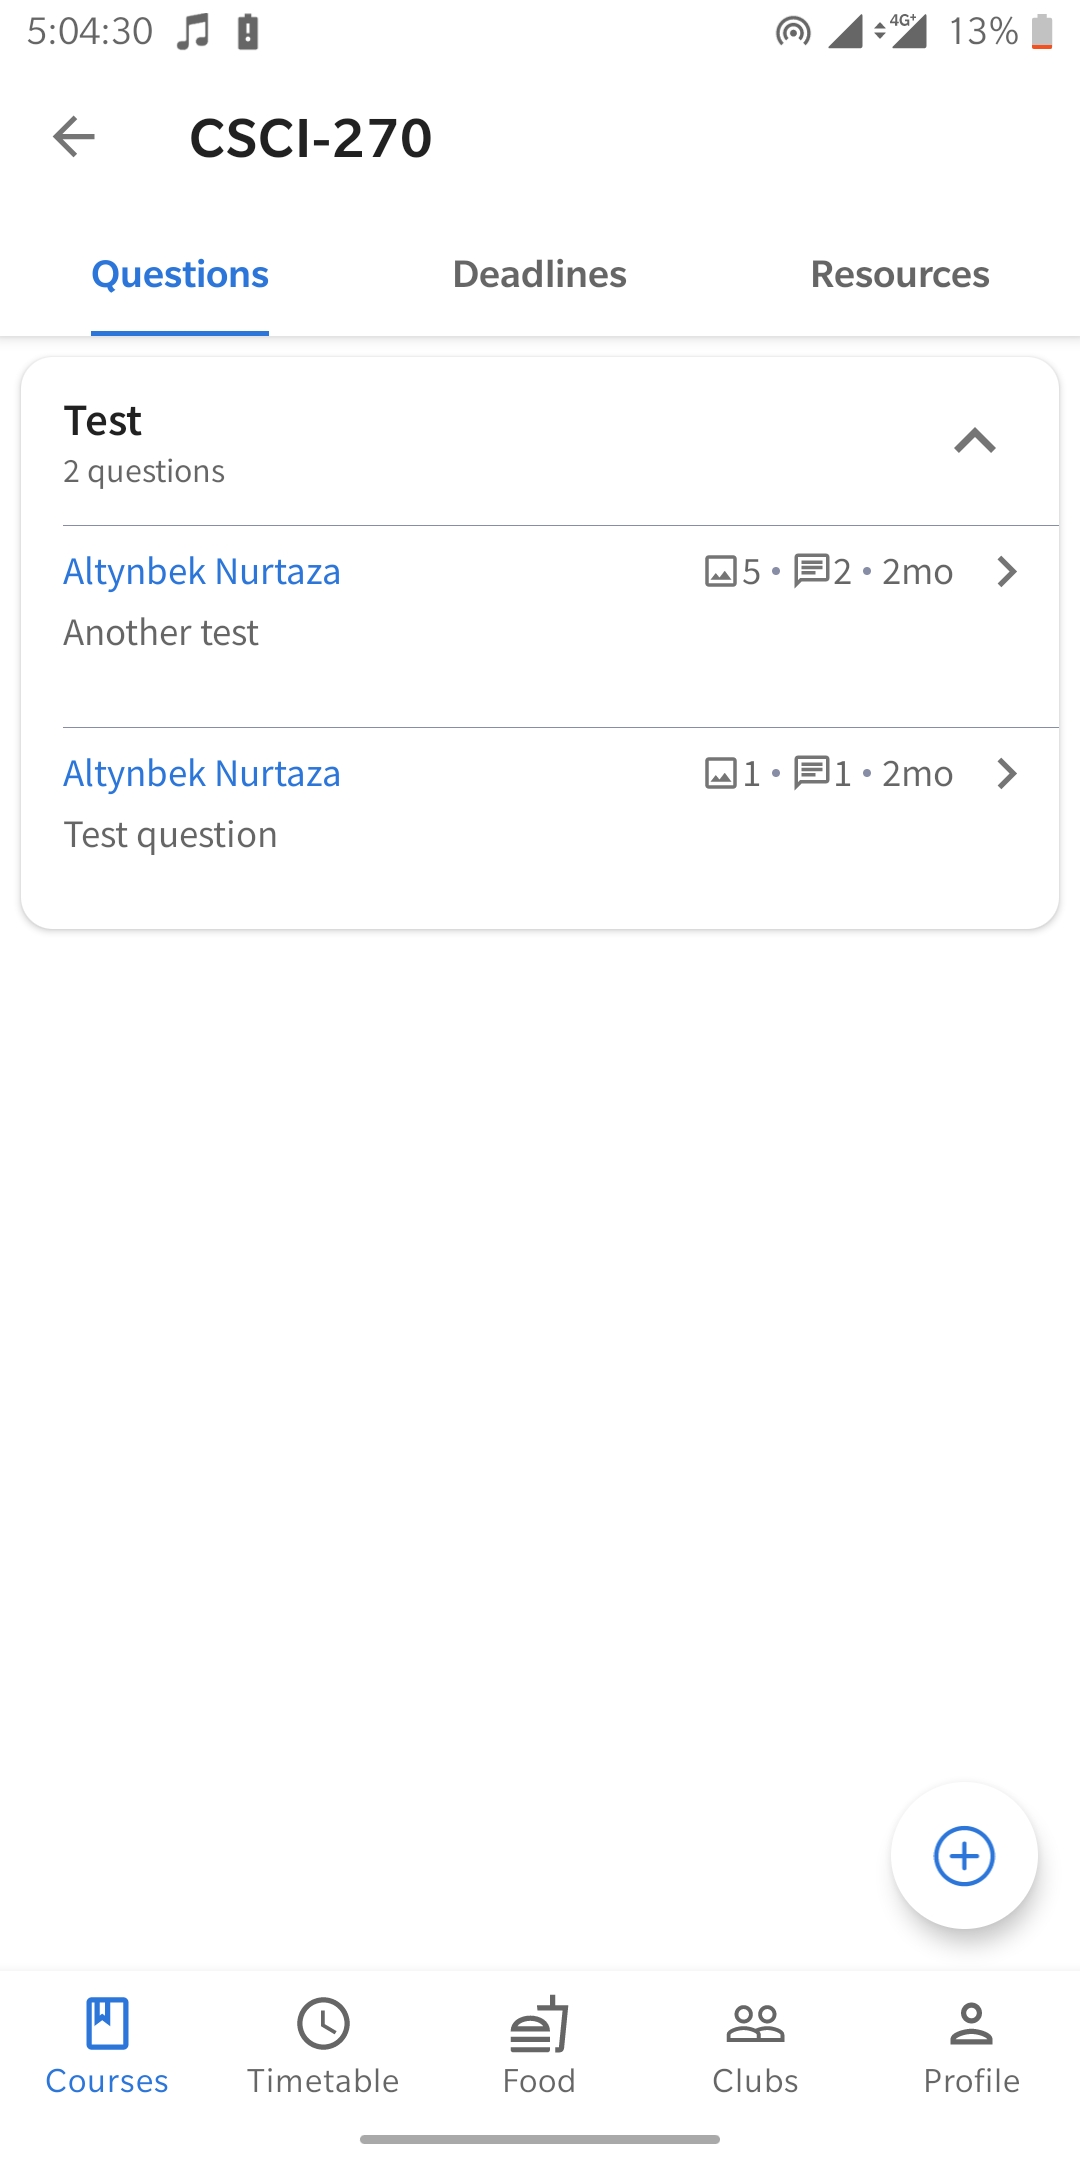 5:04:30 4G+ 13%
CSCI-270
Questions Deadlines Resources
Test
2 questions
Altynbek Nurtaza 5 • 2 • 2mo
Another test
Altynbek Nurtaza 1 • 1 • 2mo
Test question
Courses Timetable Food Clubs Profile